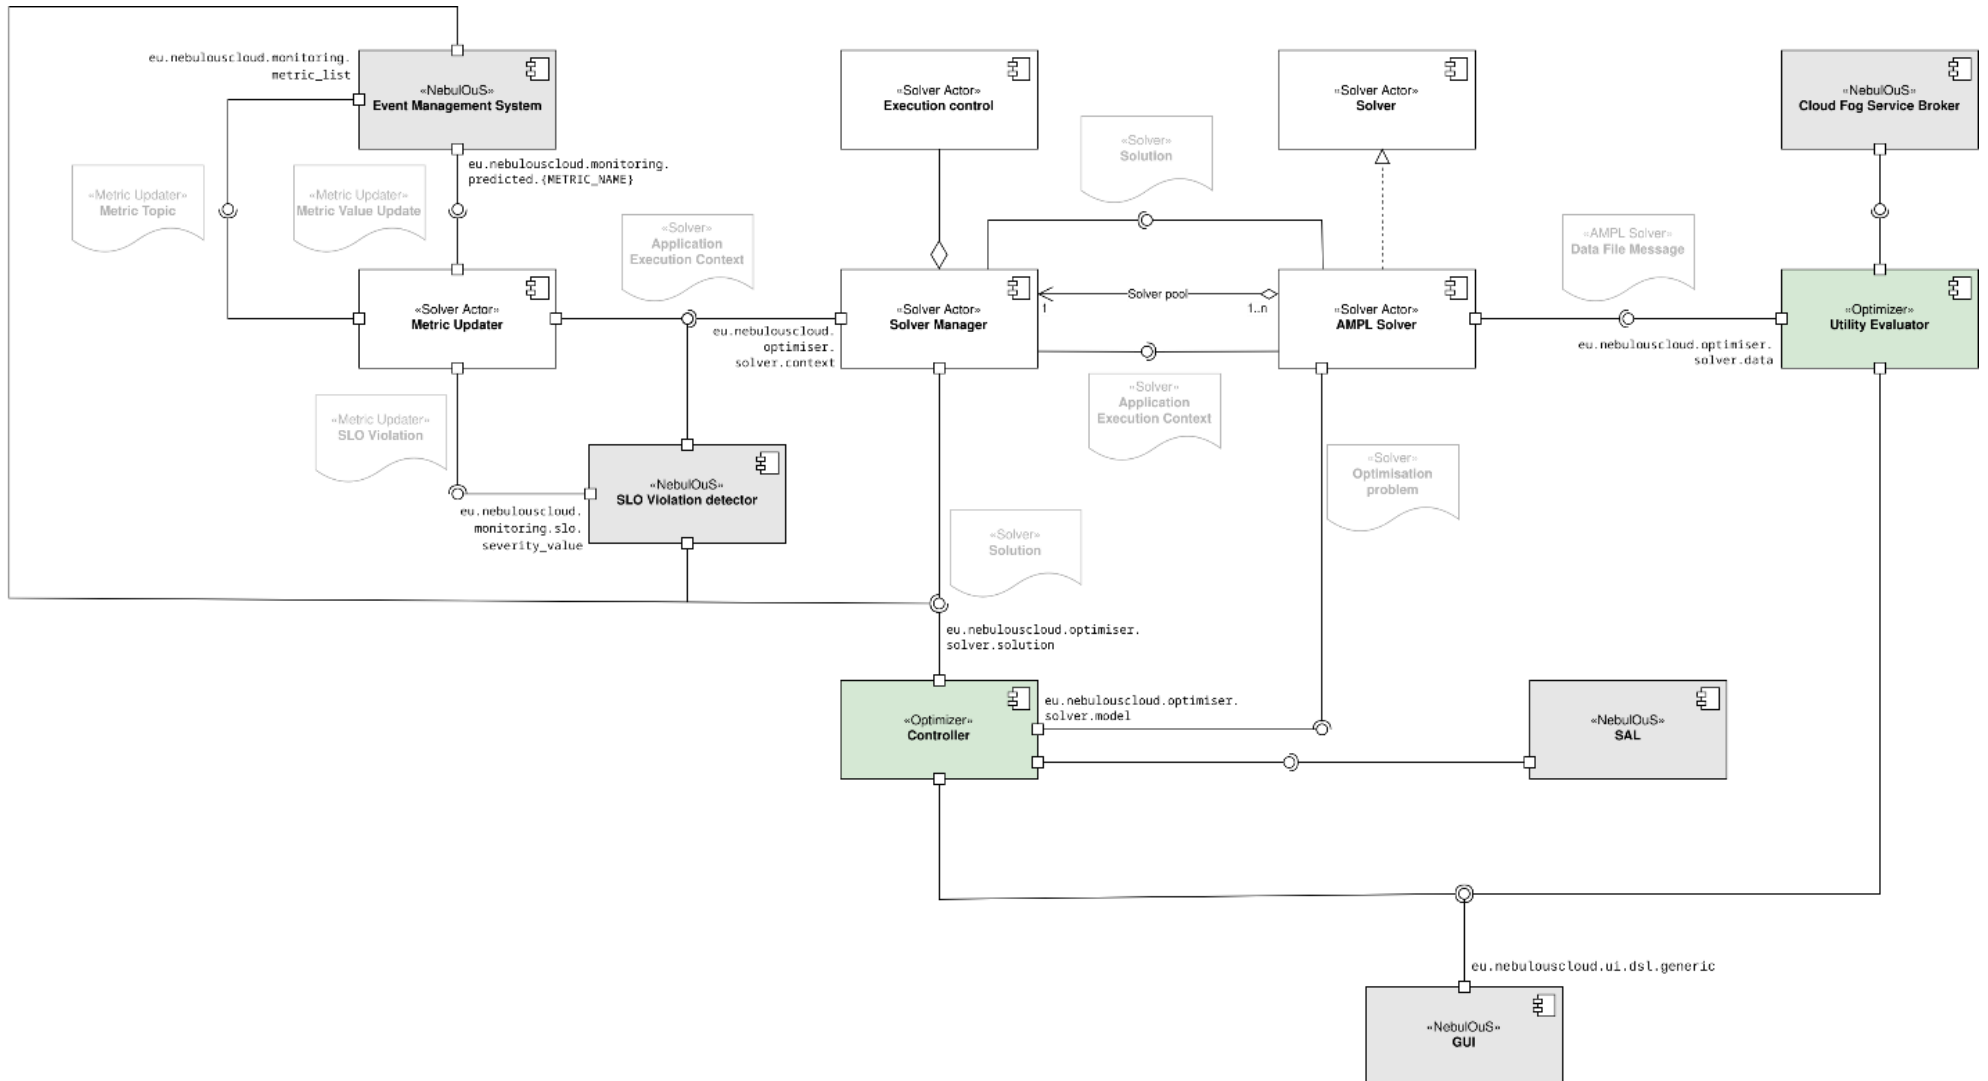 eu.nebulouscloud.monitoring.
metric_list
«NebulOuS»
Event Management System
«Solver Actor»
Execution control
«Solver Actor»
Solver
«NebulOuS»
Cloud Fog Service Broker
«Solver»
Solution
eu.nebulouscloud.monitoring.
predicted.{METRIC_NAME}
«Metric Updater»
Metric Topic
«Metric Updater»
Metric Value Update
«Solver»
Application
Execution Context
«AMPL Solver»
Data File Message
«Solver Actor»
Metric Updater
«Solver Actor»
Solver Manager
Solver pool
1
1..n
«Solver Actor»
AMPL Solver
«Optimizer»
Utility Evaluator
eu.nebulouscloud.
optimiser.
solver.context
eu.nebulouscloud.optimiser.
solver.data
«Solver»
Application
Execution Context
«Metric Updater»
SLO Violation
«NebulOuS»
SLO Violation detector
«Solver»
Optimisation
problem
eu.nebulouscloud.
monitoring.slo.
severity_value
«Solver»
Solution
eu.nebulouscloud.optimiser.
solver.solution
«Optimizer»
Controller
eu.nebulouscloud.optimiser.
solver.model
«NebulOuS»
SAL
eu.nebulouscloud.ui.dsl.generic
«NebulOuS»
GUI